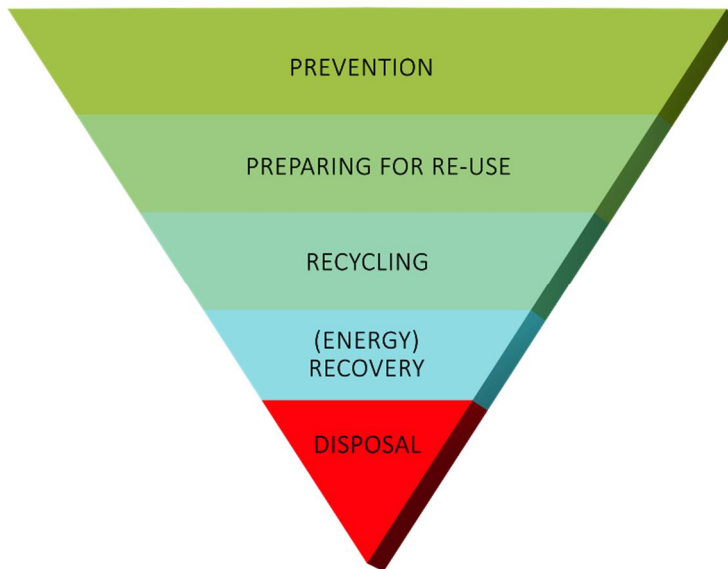 PREVENTION
PREPARING FOR RE-USE
RECYCLING
(ENERGY)
RECOVERY
DISPOSAL